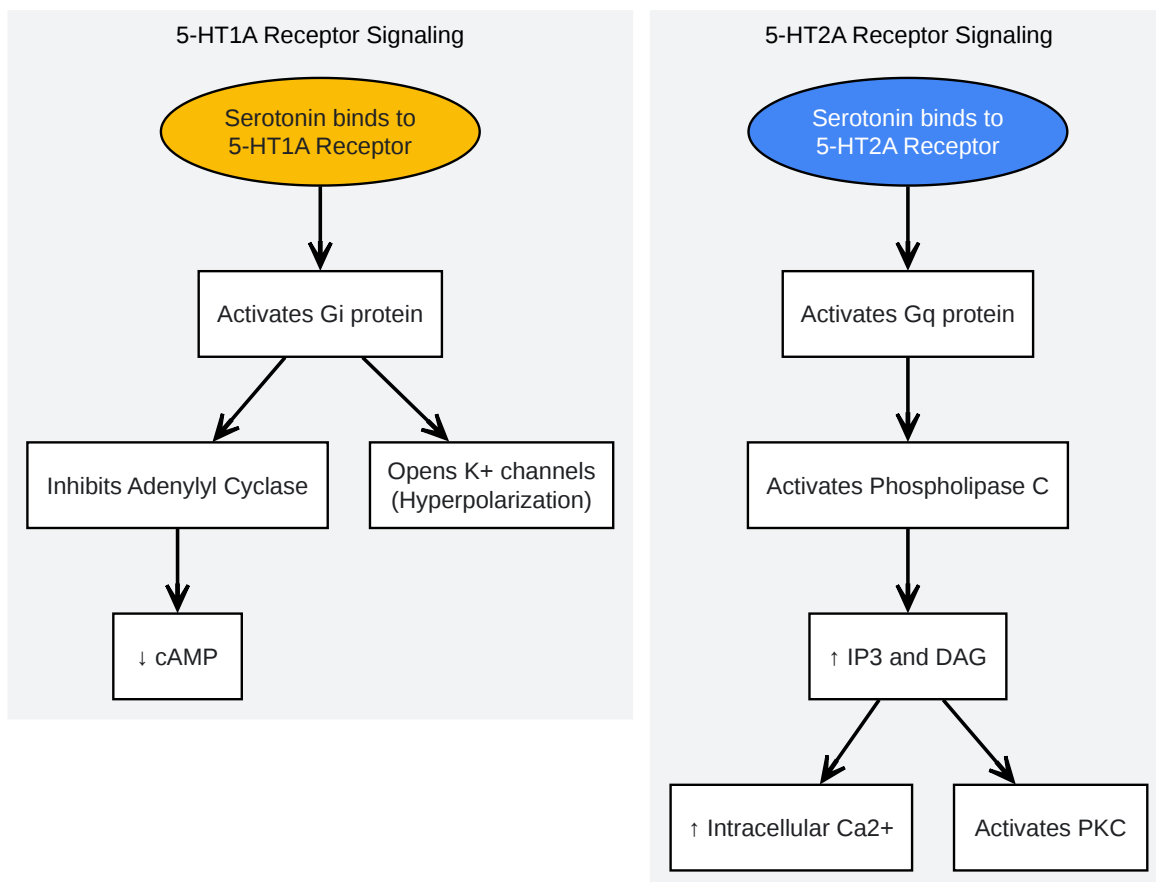 5-HT1A Receptor Signaling
Serotonin binds to
5-HT1A Receptor
Activates Gi protein
Inhibits Adenylyl Cyclase
Opens K+ channels
(Hyperpolarization)
↓ cAMP
5-HT2A Receptor Signaling
Serotonin binds to
5-HT2A Receptor
Activates Gq protein
Activates Phospholipase C
↑ IP3 and DAG
↑ Intracellular Ca2+
Activates PKC